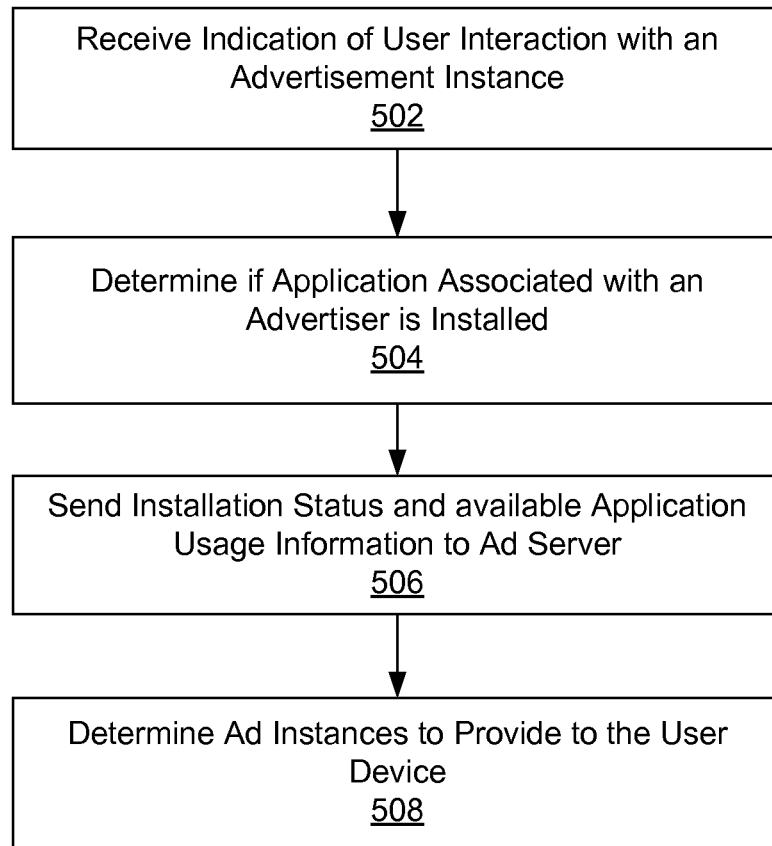 Receive Indication of User Interaction with an
Advertisement Instance
502
Determine if Application Associated with an
Advertiser is Installed
504
Send Installation Status and available Application
Usage Information to Ad Server
506
Determine Ad Instances to Provide to the User
Device
508